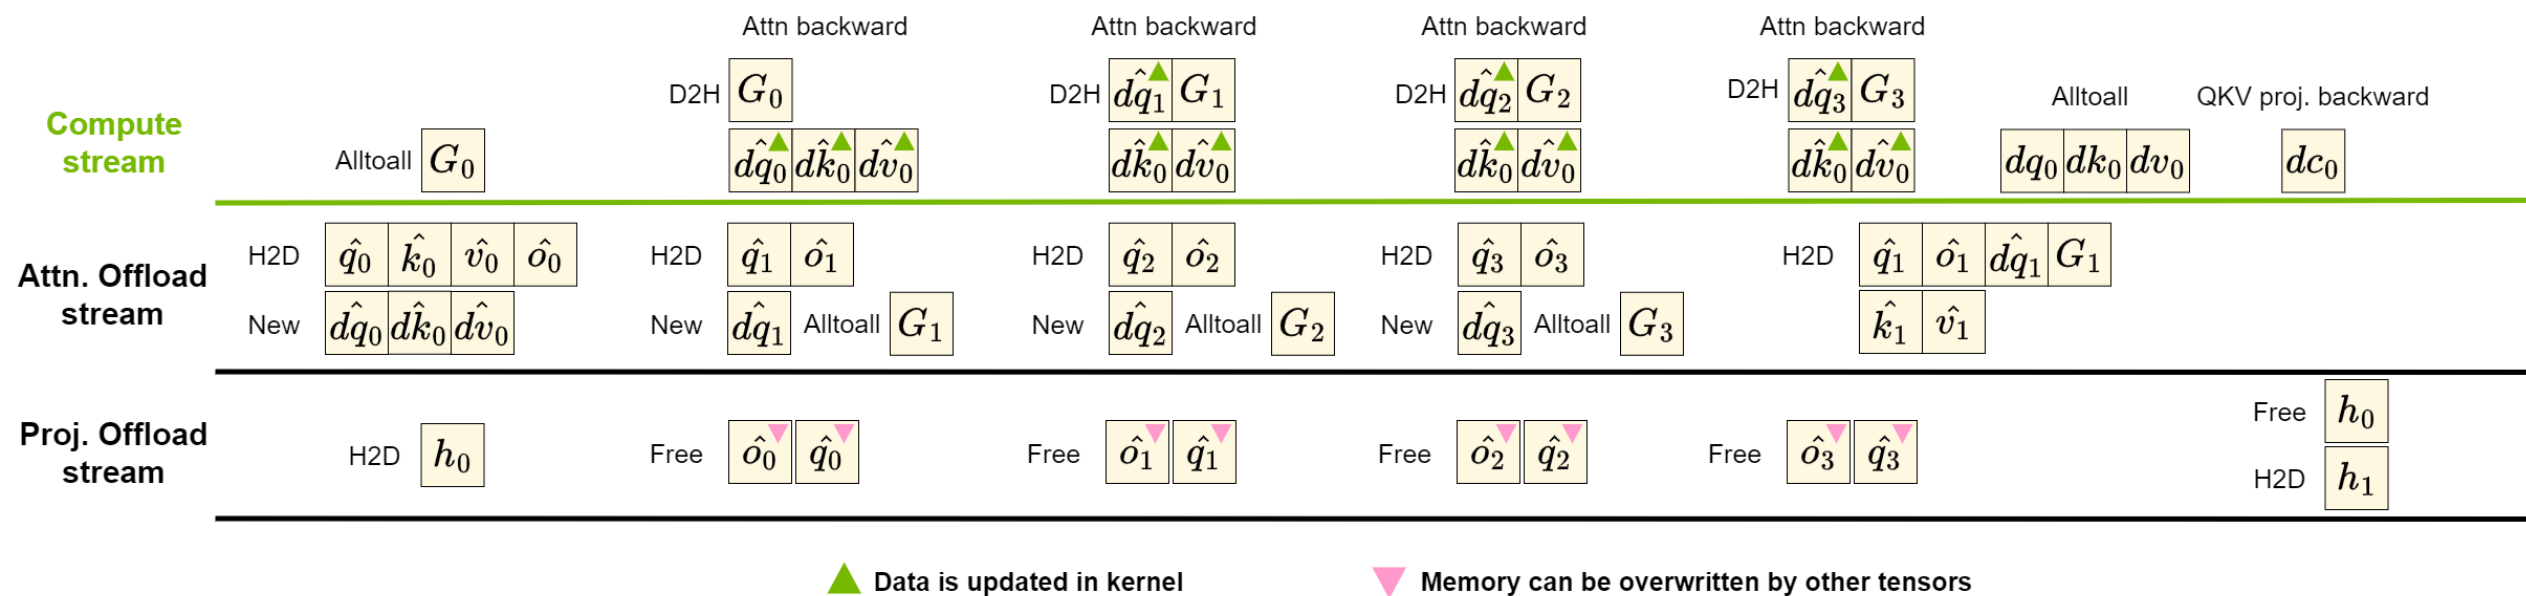 Attn backward Attn backward Attn backward Attn backward
D2H G₀ D2H dq̂₁ G₁ D2H dq̂₂ G₂ D2H dq̂₃ G₃ Alltoall QKV proj. backward
Compute
stream
Alltoall G₀ dq̂₀ dk̂₀ dv̂₀ dk̂₀ dv̂₀ dk̂₀ dv̂₀ dk̂₀ dv̂₀ dq₀ dk₀ dv₀ dc₀
Attn. Offload
stream
H2D q̂₀ k̂₀ v̂₀ ô₀ H2D q̂₁ ô₁ H2D q̂₂ ô₂ H2D q̂₃ ô₃ H2D q̂₁ ô₁ dq̂₁ G₁
New dq̂₀ dk̂₀ dv̂₀ New dq̂₁ Alltoall G₁ New dq̂₂ Alltoall G₂ New dq̂₃ Alltoall G₃ k̂₁ v̂₁
Proj. Offload
stream
H2D h₀ Free ô₀ q̂₀ Free ô₁ q̂₁ Free ô₂ q̂₂ Free ô₃ q̂₃ Free h₀
H2D h₁
Data is updated in kernel Memory can be overwritten by other tensors